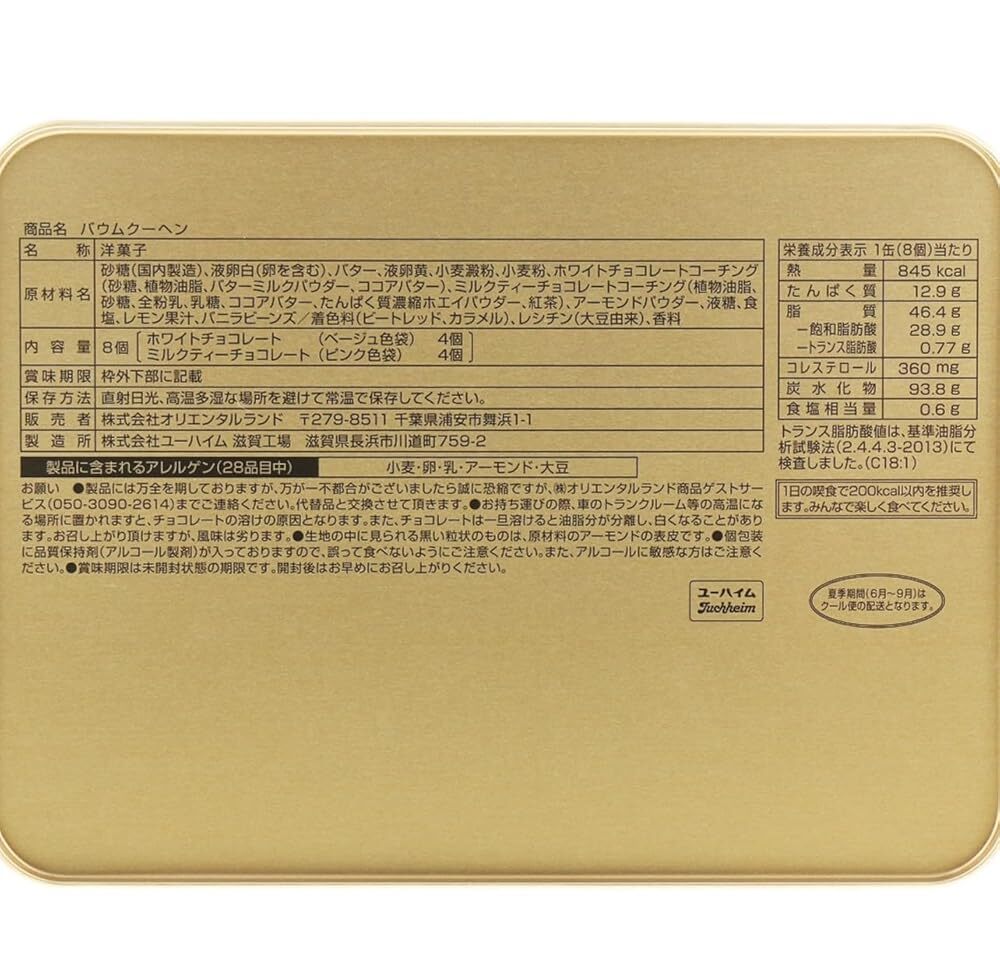 商品名 バウムクーヘン
名称 洋菓子
原材料名 砂糖(国内製造)、液卵白(卵を含む)、バター、液卵黄、小麦澱粉、小麦粉、ホワイトチョコレートコーチング
(砂糖、植物油脂、バターミルクパウダー、ココアバター)、ミルクティーチョコレートコーチング(植物油脂、
砂糖、全粉乳、乳糖、ココアバター、たんぱく質濃縮ホエイパウダー、紅茶)、アーモンドパウダー、液糖、食
塩、レモン果汁、バニラビーンズ/着色料(ビートレッド、カラメル)、レシチン(大豆由来)、香料
内容量 8個 ホワイトチョコレート (ベージュ色袋) 4個
ミルクティーチョコレート (ピンク色袋) 4個
賞味期限 枠外下部に記載
保存方法 直射日光、高温多湿な場所を避けて常温で保存してください。
販売者 株式会社オリエンタルランド 〒279-8511 千葉県浦安市舞浜1-1
製造所 株式会社ユーハイム 滋賀工場 滋賀県長浜市川道町759-2
製品に含まれるアレルゲン(28品目中) 小麦・卵・乳・アーモンド・大豆
お願い ●製品には万全を期しておりますが、万が一不都合がございましたら誠に恐縮ですが、㈱オリエンタルランド商品ゲストサー
ビス(050-3090-2614)までご連絡ください。代替品と交換させて頂きます。●お持ち運びの際、車のトランクルーム等の高温にな
る場所に置かれますと、チョコレートの溶けの原因となります。また、チョコレートは一旦溶けると油脂分が分離し、白くなることがあり
ます。お召し上がり頂けますが、風味は劣ります。●生地の中に見られる黒い粒状のものは、原材料のアーモンドの表皮です。●個包装
に品質保持剤(アルコール製剤)が入っておりますので、誤って食べないようにご注意ください。また、アルコールに敏感な方はご注意く
ださい。●賞味期限は未開封状態の期限です。開封後はお早めにお召し上がりください。
栄養成分表示 1缶(8個)当たり
熱量 845 kcal
たんぱく質 12.9 g
脂質 46.4 g
−飽和脂肪酸 28.9 g
−トランス脂肪酸 0.77 g
コレステロール 360 mg
炭水化物 93.8 g
食塩相当量 0.6 g
トランス脂肪酸値は、基準油脂分
析試験法(2.4.4.3-2013)にて
検査しました。(C18:1)
1日の喫食で200kcal以内を推奨し
ます。みんなで楽しく食べてください。
ユーハイム
Juchheim
夏季期間(6月〜9月)は
クール便の配送となります。